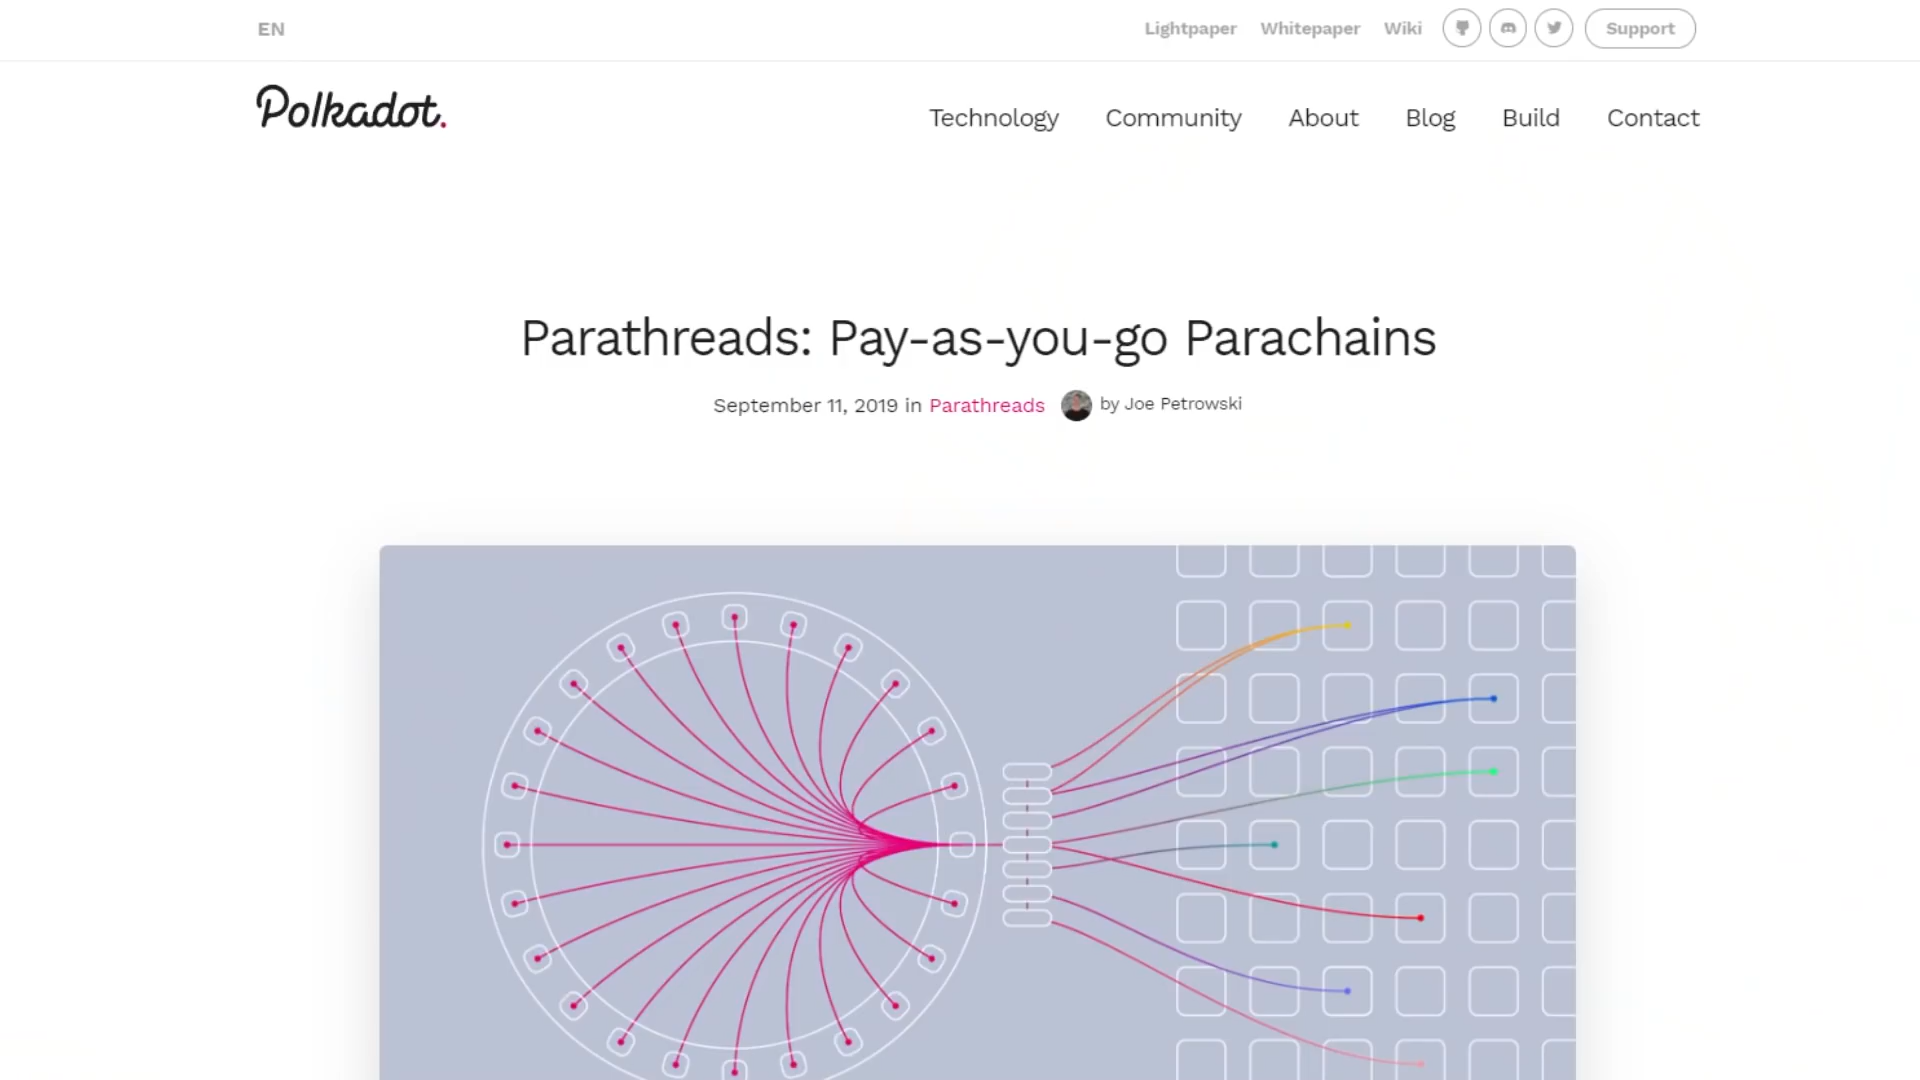 EN
Lightpaper Whitepaper Wiki Support
Polkadot.
Technology Community About Blog Build Contact
Parathreads: Pay-as-you-go Parachains
September 11, 2019 in Parathreads by Joe Petrowski